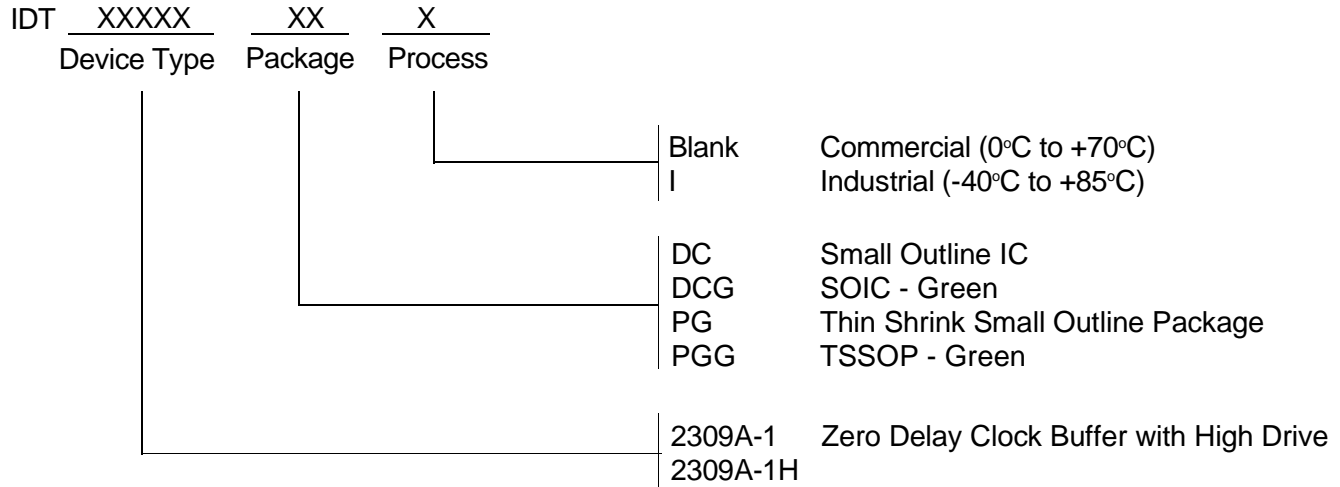 IDT XXXXX XX X
Device Type Package Process
Blank Commercial (0°C to +70°C)
I Industrial (-40°C to +85°C)
DC Small Outline IC
DCG SOIC - Green
PG Thin Shrink Small Outline Package
PGG TSSOP - Green
2309A-1 Zero Delay Clock Buffer with High Drive
2309A-1H